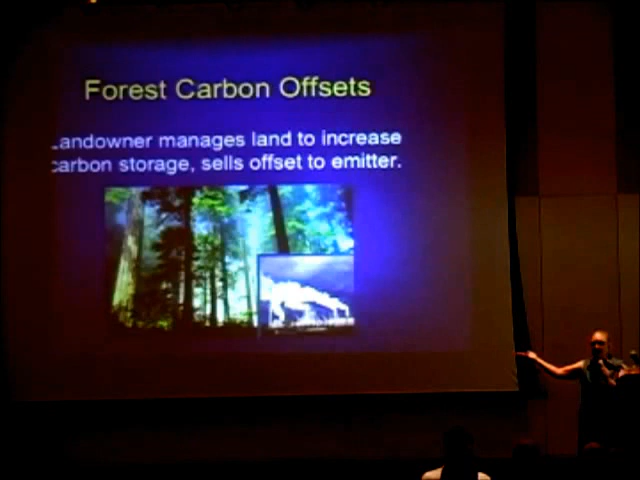 Forest Carbon Offsets
Landowner manages land to increase
carbon storage, sells offset to emitter.